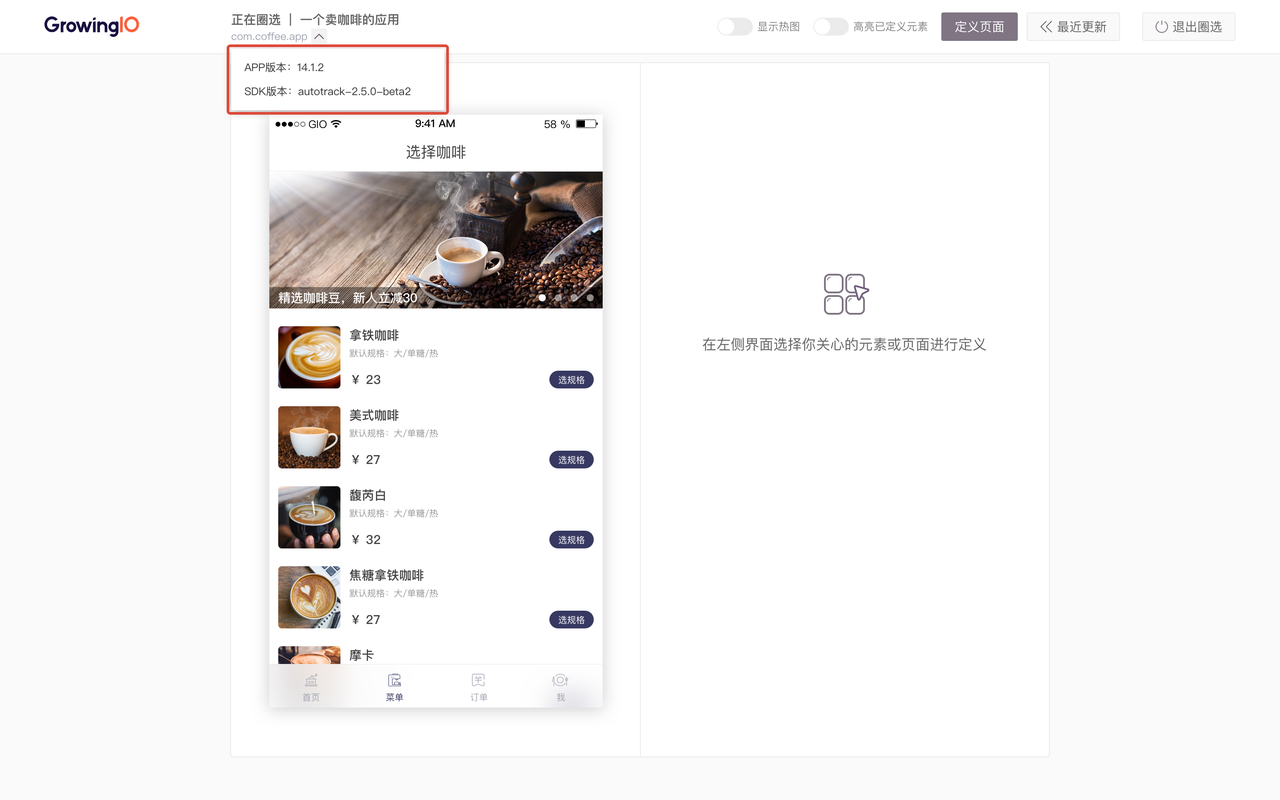 GrowingIO
正在圈选 | 一个卖咖啡的应用
com.coffee.app
显示热图
高亮已定义元素
定义页面
最近更新
退出圈选
APP版本：14.1.2
SDK版本：autotrack-2.5.0-beta2
GIO
9:41 AM
58 %
选择咖啡
精选咖啡豆，新人立减30
拿铁咖啡
默认规格：大/单糖/热
¥ 23
选规格
美式咖啡
默认规格：大/单糖/热
¥ 27
选规格
馥芮白
默认规格：大/单糖/热
¥ 32
选规格
焦糖拿铁咖啡
默认规格：大/单糖/热
¥ 27
选规格
摩卡
首页
菜单
订单
我
在左侧界面选择你关心的元素或页面进行定义